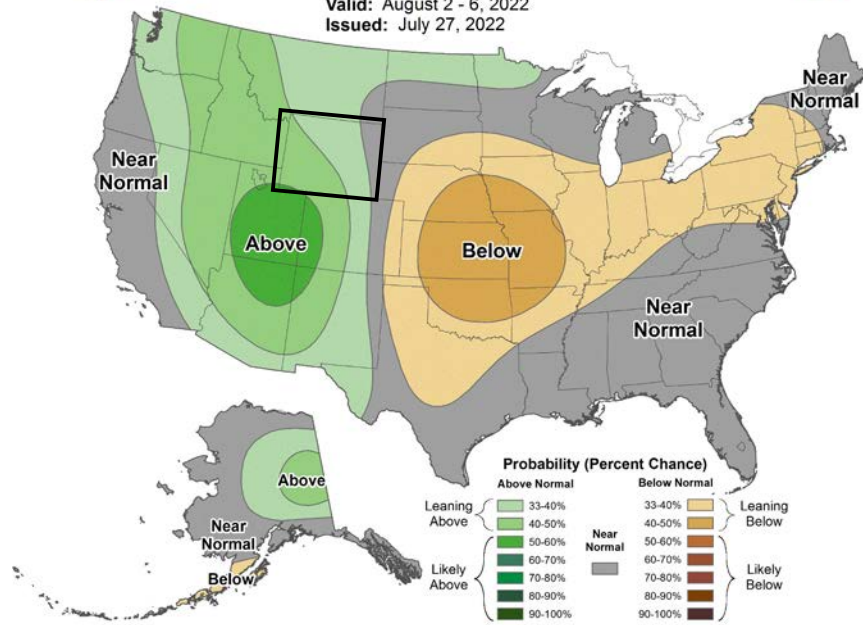 Valid: August 2 - 6, 2022
Issued: July 27, 2022
Near
Normal
Near
Normal
Above
Below
Near
Normal
Above
Near
Normal
Below
Probability (Percent Chance)
Above Normal
Below Normal
Leaning
Above
33-40%
40-50%
Likely
Above
50-60%
60-70%
70-80%
80-90%
90-100%
Near
Normal
33-40%
40-50%
Leaning
Below
50-60%
60-70%
70-80%
80-90%
90-100%
Likely
Below